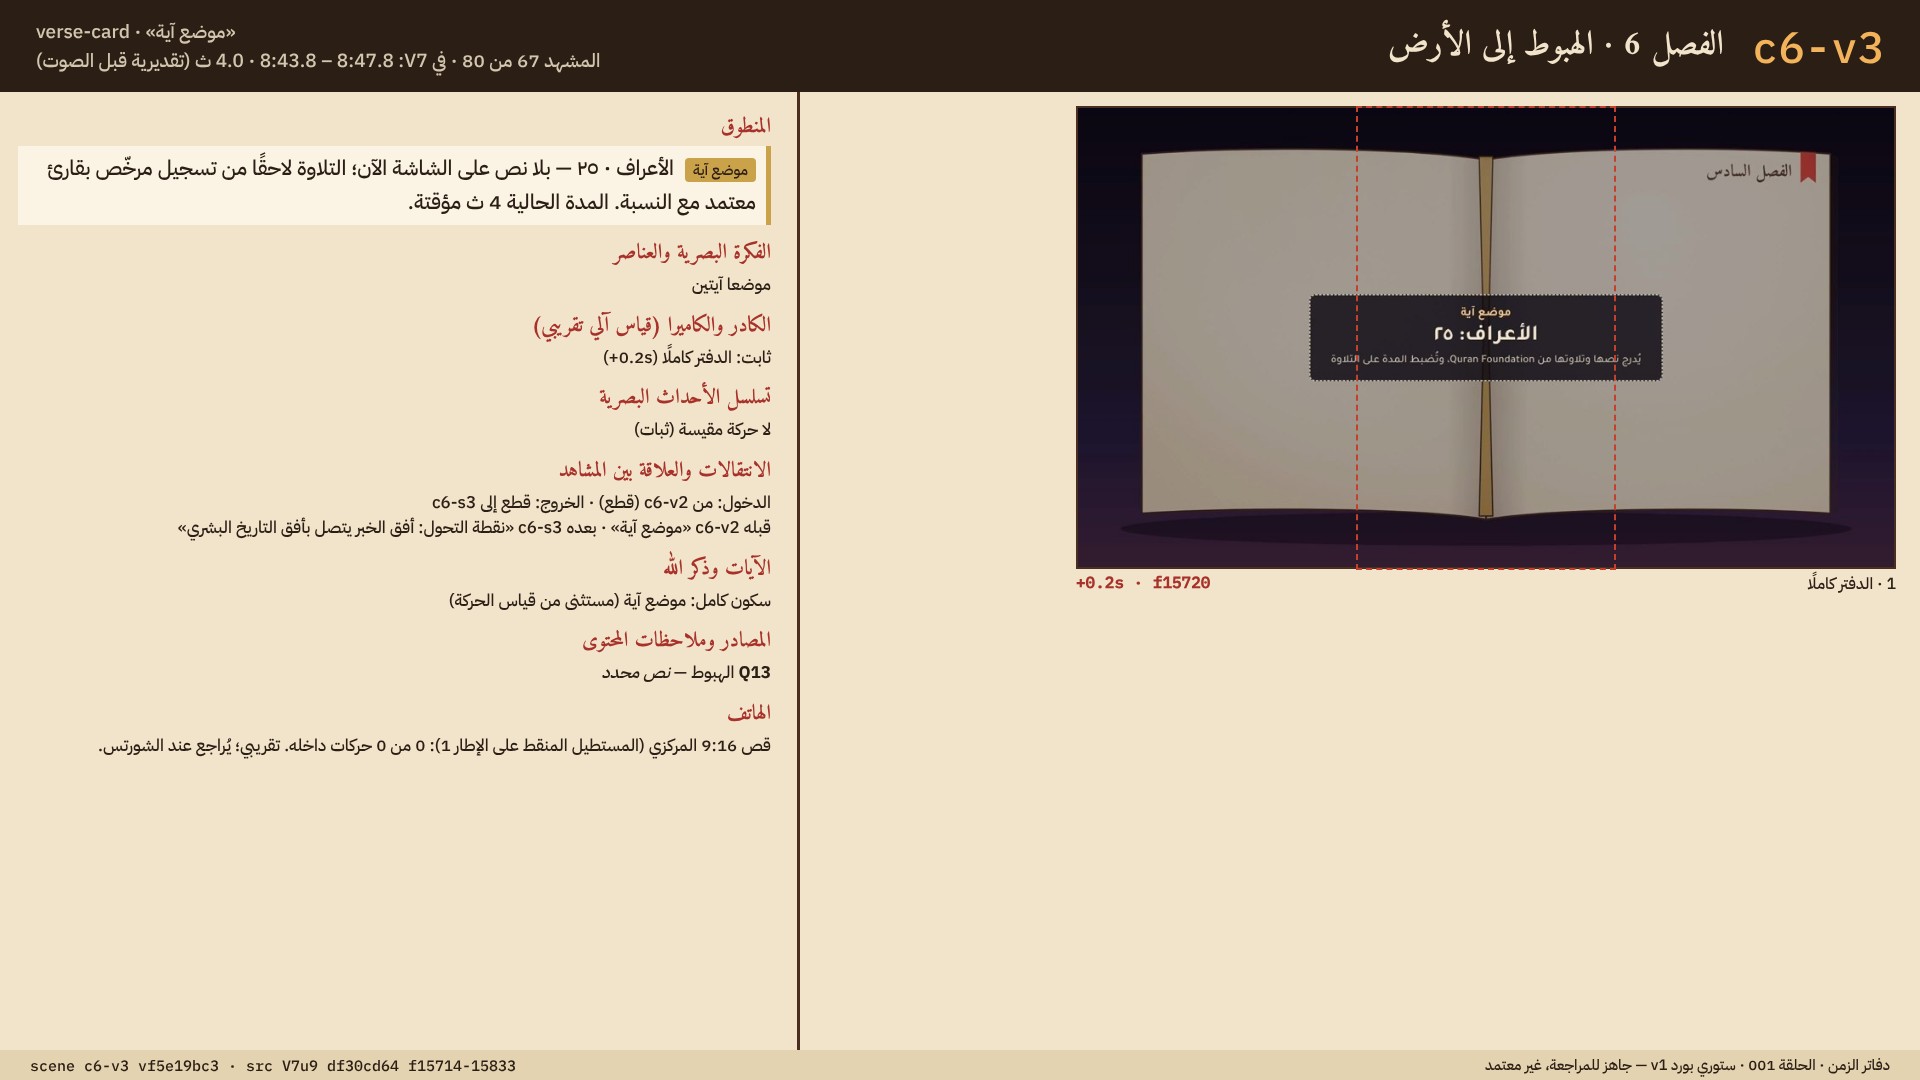 c6-v3 الفصل 6 · الهبوط إلى الأرض
verse-card · «موضع آية»
المشهد 67 من 80 · في V7: 8:43.8 – 8:47.8 · 4.0 ث (تقديرية قبل الصوت)
الفصل السادس
موضع آية
الأعراف: ٢٥
يُدرج نصها وتلاوتها من Quran Foundation، وتُضبط المدة على التلاوة
1 · الدفتر كاملًا
+0.2s · f15720
المنطوق
موضع آية الأعراف · ٢٥ — بلا نص على الشاشة الآن؛ التلاوة لاحقًا من تسجيل مرخّص بقارئ
معتمد مع النسبة. المدة الحالية 4 ث مؤقتة.
الفكرة البصرية والعناصر
موضعا آيتين
الكادر والكاميرا (قياس آلي تقريبي)
ثابت: الدفتر كاملًا (+0.2s)
تسلسل الأحداث البصرية
لا حركة مقيسة (ثبات)
الانتقالات والعلاقة بين المشاهد
الدخول: من c6-v2 (قطع) · الخروج: قطع إلى c6-s3
قبله c6-v2 «موضع آية» · بعده c6-s3 «نقطة التحول: أفق الخبر يتصل بأفق التاريخ البشري»
الآيات وذكر الله
سكون كامل: موضع آية (مستثنى من قياس الحركة)
المصادر وملاحظات المحتوى
Q13 الهبوط — نص محدد
الهاتف
قص 9:16 المركزي (المستطيل المنقط على الإطار 1): 0 من 0 حركات داخله. تقريبي؛ يُراجع عند الشورتس.
دفاتر الزمن · الحلقة 001 · ستوري بورد v1 — جاهز للمراجعة، غير معتمد
scene c6-v3 vf5e19bc3 · src V7u9 df30cd64 f15714-15833